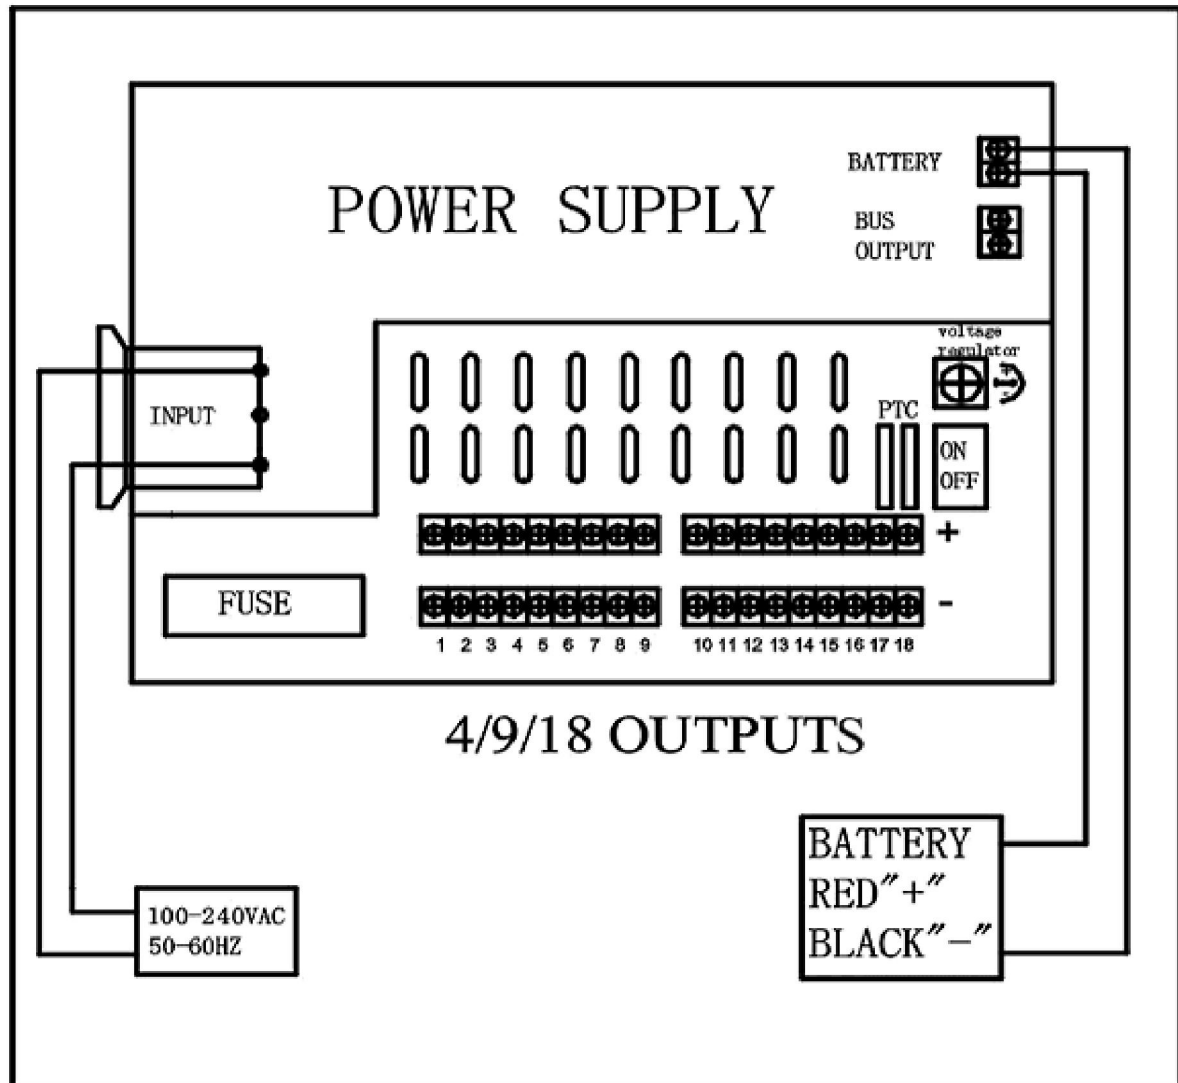 BATTERY
POWER SUPPLY
BUS
OUTPUT
voltage
regulator
+
-
INPUT
PTC
ON
OFF
+
FUSE
-
1 2 3 4 5 6 7 8 9 10 11 12 13 14 15 16 17 18
4/9/18 OUTPUTS
BATTERY
RED"+"
BLACK"-"
100-240VAC
50-60HZ